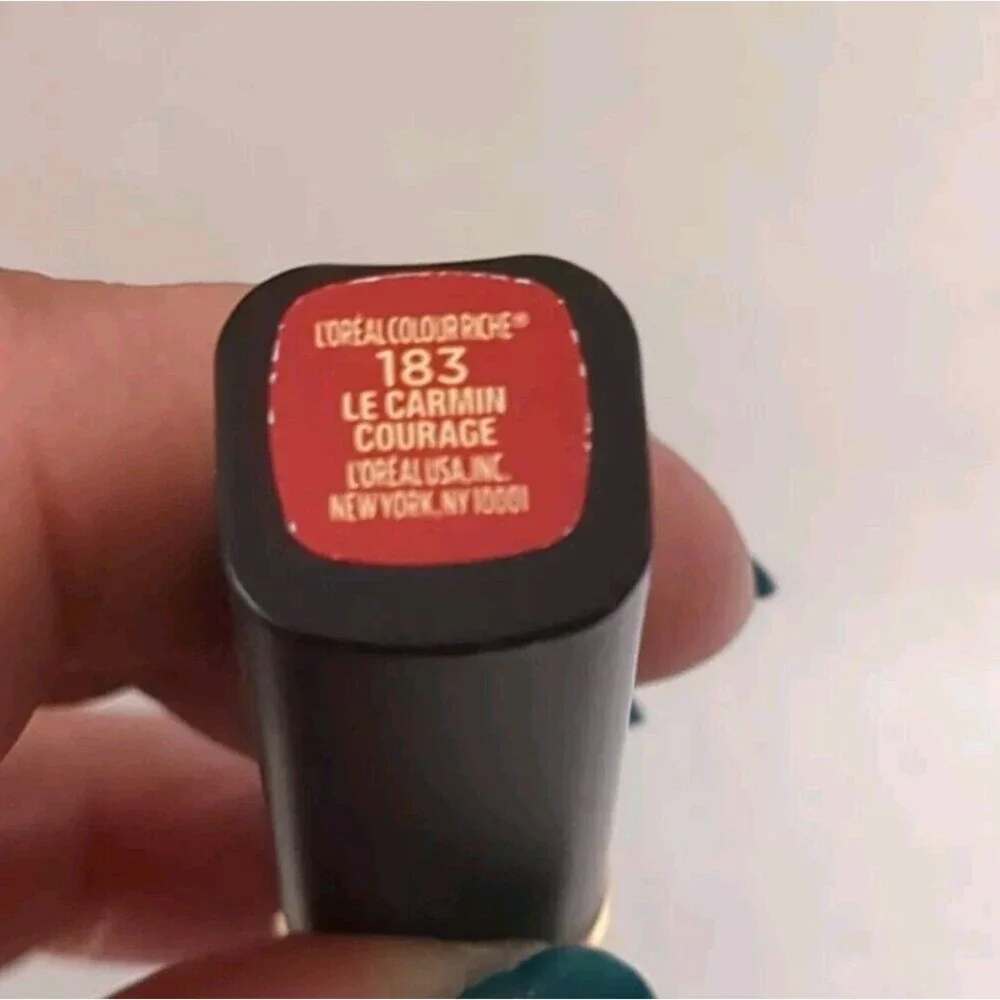 L'ORÉAL COLOUR RICHE®
183
LE CARMIN
COURAGE
L'ORÉAL USA, INC.
NEW YORK, NY 10001